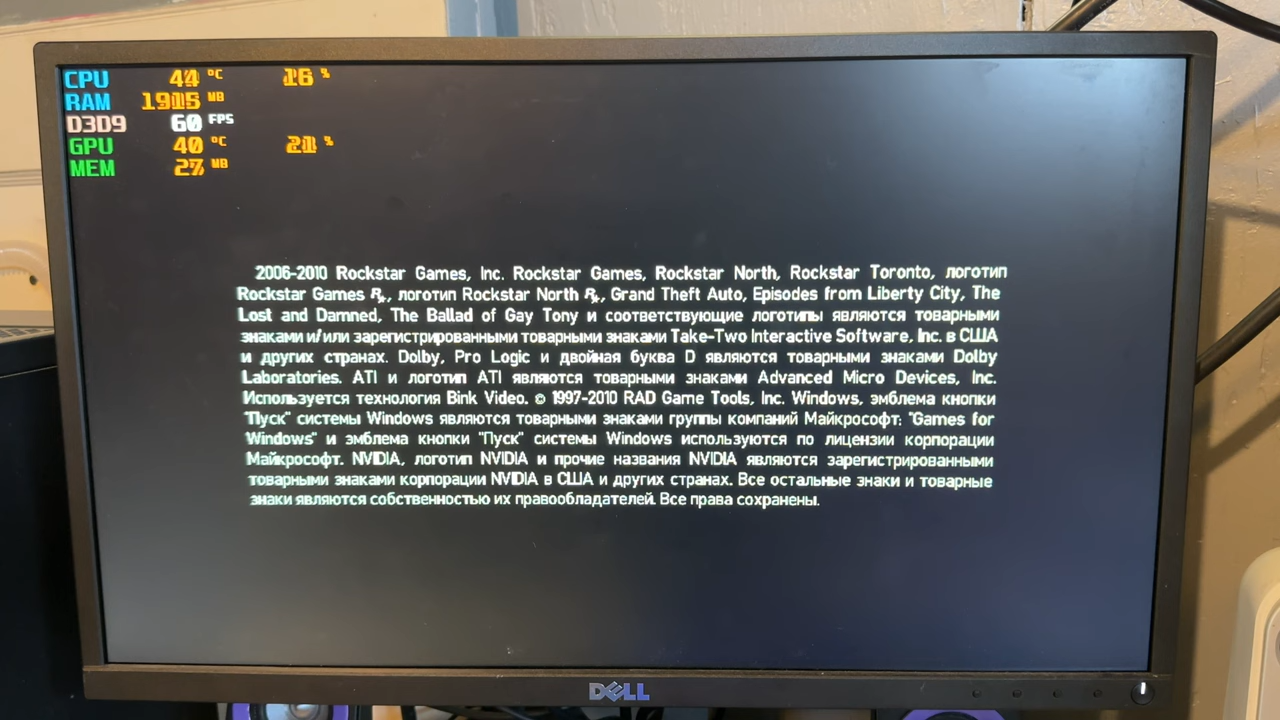 CPU 44 °C 16 %
RAM 1915 MB
D3D9 60 FPS
GPU 40 °C 21 %
MEM 27 MB
2006-2010 Rockstar Games, Inc. Rockstar Games, Rockstar North, Rockstar Toronto, логотип
Rockstar Games R*, логотип Rockstar North R*, Grand Theft Auto, Episodes from Liberty City, The
Lost and Damned, The Ballad of Gay Tony и соответствующие логотипы являются товарными
знаками и/или зарегистрированными товарными знаками Take-Two Interactive Software, Inc. в США
и других странах. Dolby, Pro Logic и двойная буква D являются товарными знаками Dolby
Laboratories. ATI и логотип ATI являются товарными знаками Advanced Micro Devices, Inc.
Используется технология Bink Video. © 1997-2010 RAD Game Tools, Inc. Windows, эмблема кнопки
"Пуск" системы Windows являются товарными знаками группы компаний Майкрософт; "Games for
Windows" и эмблема кнопки "Пуск" системы Windows используются по лицензии корпорации
Майкрософт. NVIDIA, логотип NVIDIA и прочие названия NVIDIA являются зарегистрированными
товарными знаками корпорации NVIDIA в США и других странах. Все остальные знаки и товарные
знаки являются собственностью их правообладателей. Все права сохранены.
DELL